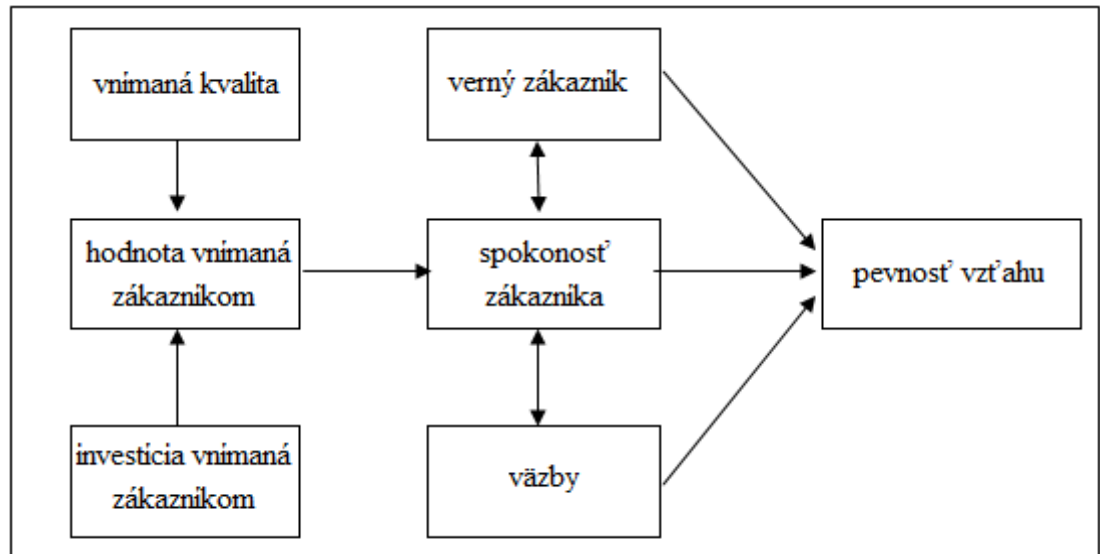 vnímaná kvalita
verný zákazník
hodnota vnímaná
zákazníkom
spokonosť
zákazníka
pevnosť vzťahu
investícia vnímaná
zákazníkom
väzby